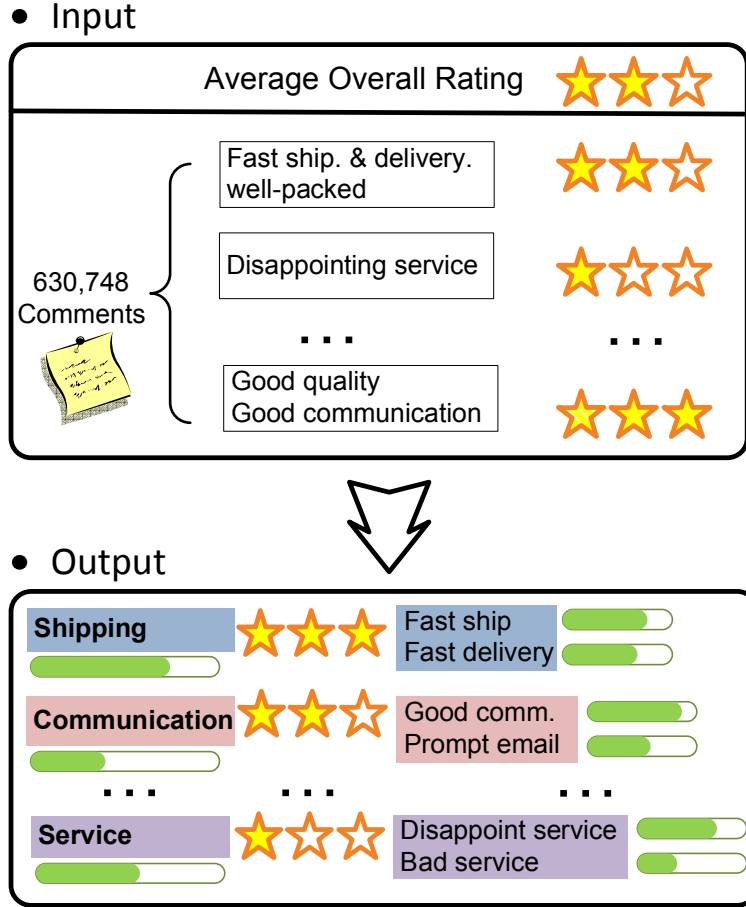 • Input
Average Overall Rating
Fast ship. & delivery.
well-packed
630,748
Comments
Disappointing service
...
...
Good quality
Good communication
• Output
Shipping
Fast ship
Fast delivery
Communication
Good comm.
Prompt email
...
...
...
Service
Disappoint service
Bad service